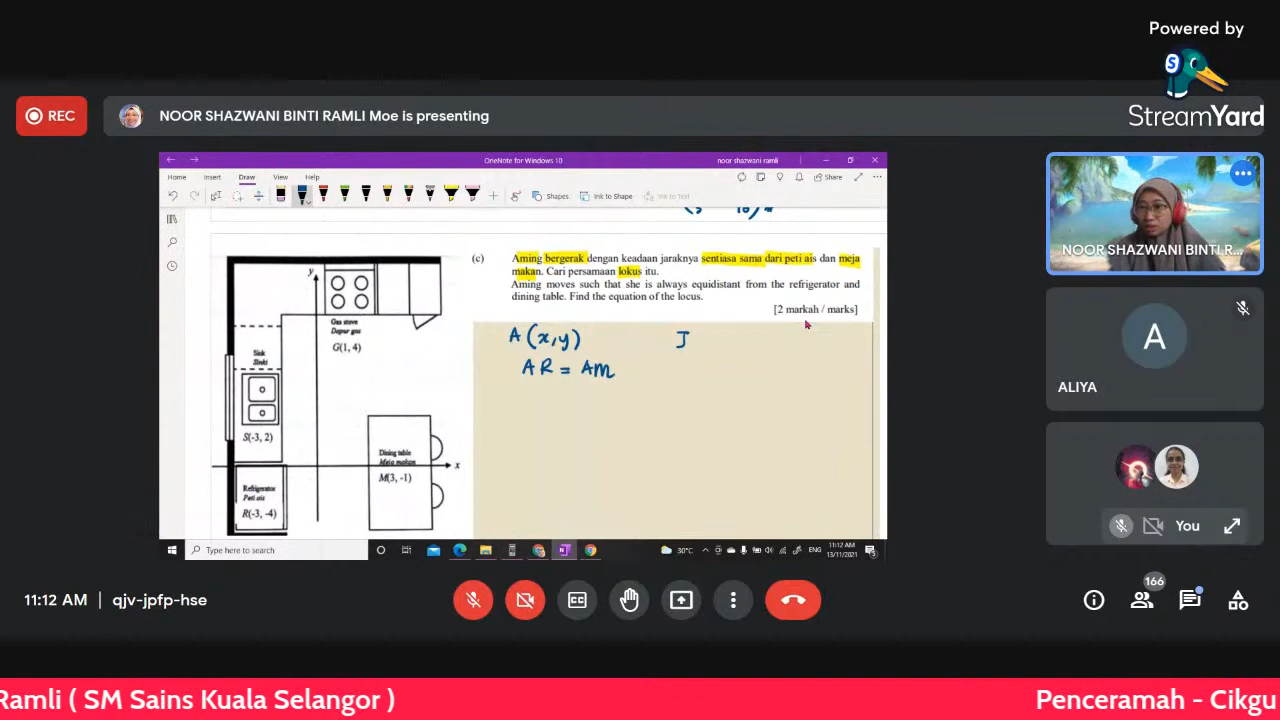 Powered by
StreamYard
REC
NOOR SHAZWANI BINTI RAMLI Moe is presenting
OneNote for Windows 10
noor shazwani ramli
Home Insert Draw View Help
Share
Shapes Ink to Shape Ink to Text
(c) Aming bergerak dengan keadaan jaraknya sentiasa sama dari peti ais dan meja
makan. Cari persamaan lokus itu.
Aming moves such that she is always equidistant from the refrigerator and
dining table. Find the equation of the locus.
[2 markah / marks]
A (x,y)
AR = AM
y
Gas stove
Dapur gas
G(1, 4)
Sink
Sinki
S(-3, 2)
Dining table
Meja makan
M(3, -1)
x
Refrigerator
Peti ais
R(-3, -4)
Type here to search
30°C
ENG
11:12 AM
13/11/2021
NOOR SHAZWANI BINTI R...
A
ALIYA
You
11:12 AM | qjv-jpfp-hse
166
Ramli ( SM Sains Kuala Selangor )
Penceramah - Cikgu